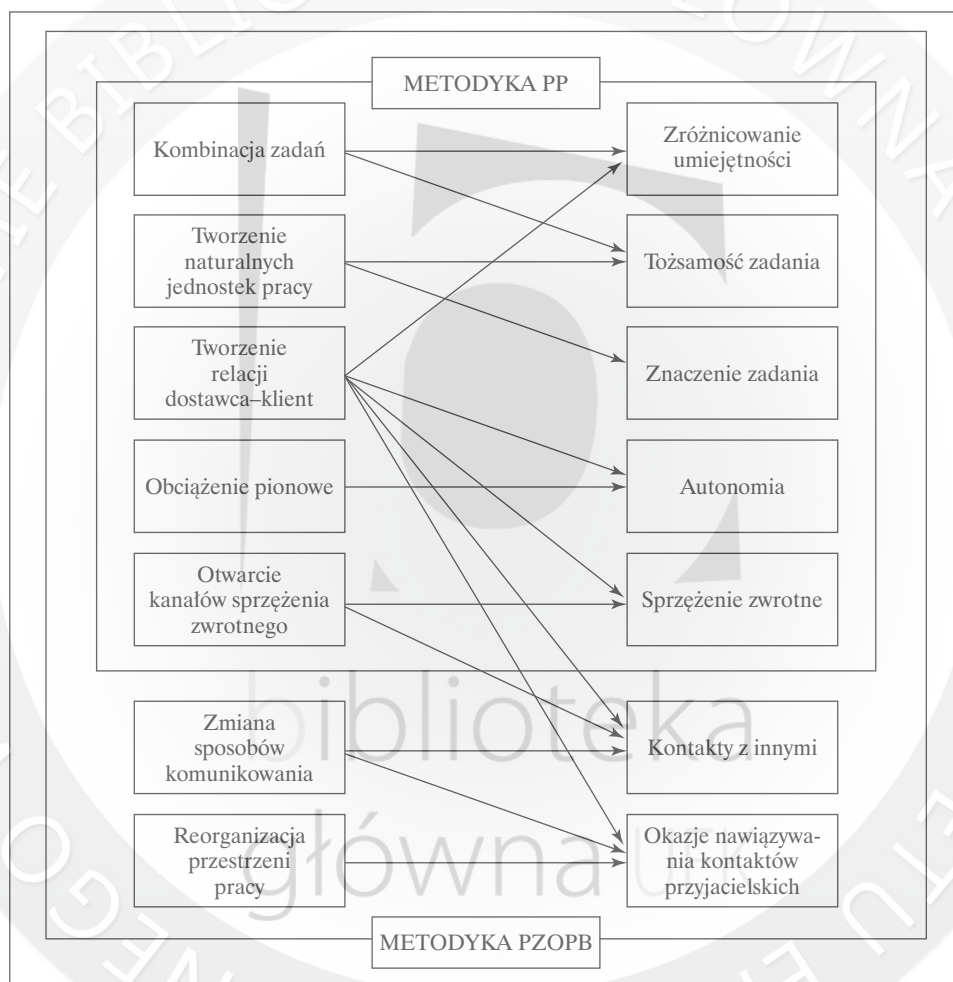 METODYKA PP
Kombinacja zadań
Zróżnicowanie
umiejętności
Tworzenie
naturalnych
jednostek pracy
Tożsamość zadania
Tworzenie
relacji
dostawca–klient
Znaczenie zadania
Obciążenie pionowe
Autonomia
Otwarcie
kanałów sprzężenia
zwrotnego
Sprzężenie zwrotne
Zmiana
sposobów
komunikowania
Kontakty z innymi
Reorganizacja
przestrzeni
pracy
Okazje nawiązywa-
nia kontaktów
przyjacielskich
METODYKA PZOPB
biblioteka
główna